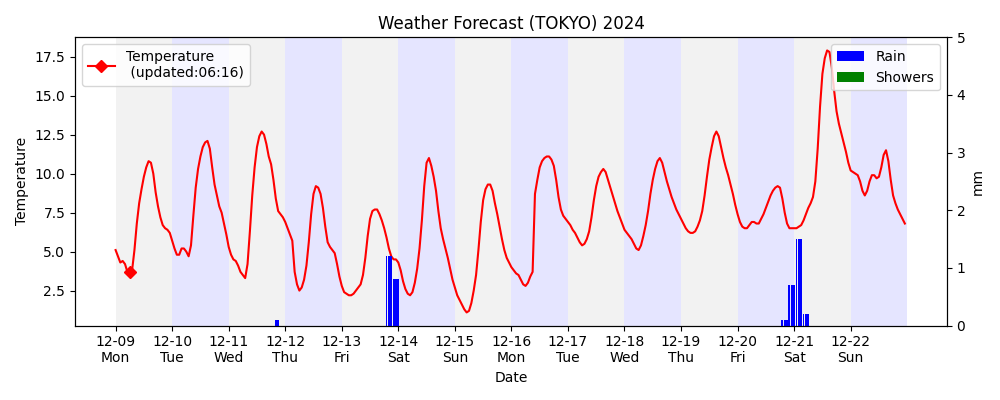 Weather Forecast (TOKYO) 2024
Temperature
(updated:06:16)
Rain
Showers
17.5
15.0
12.5
10.0
7.5
5.0
2.5
Temperature
5
4
3
2
1
0
mm
12-09 12-10 12-11 12-12 12-13 12-14 12-15 12-16 12-17 12-18 12-19 12-20 12-21 12-22
Mon Tue Wed Thu Fri Sat Sun Mon Tue Wed Thu Fri Sat Sun
Date